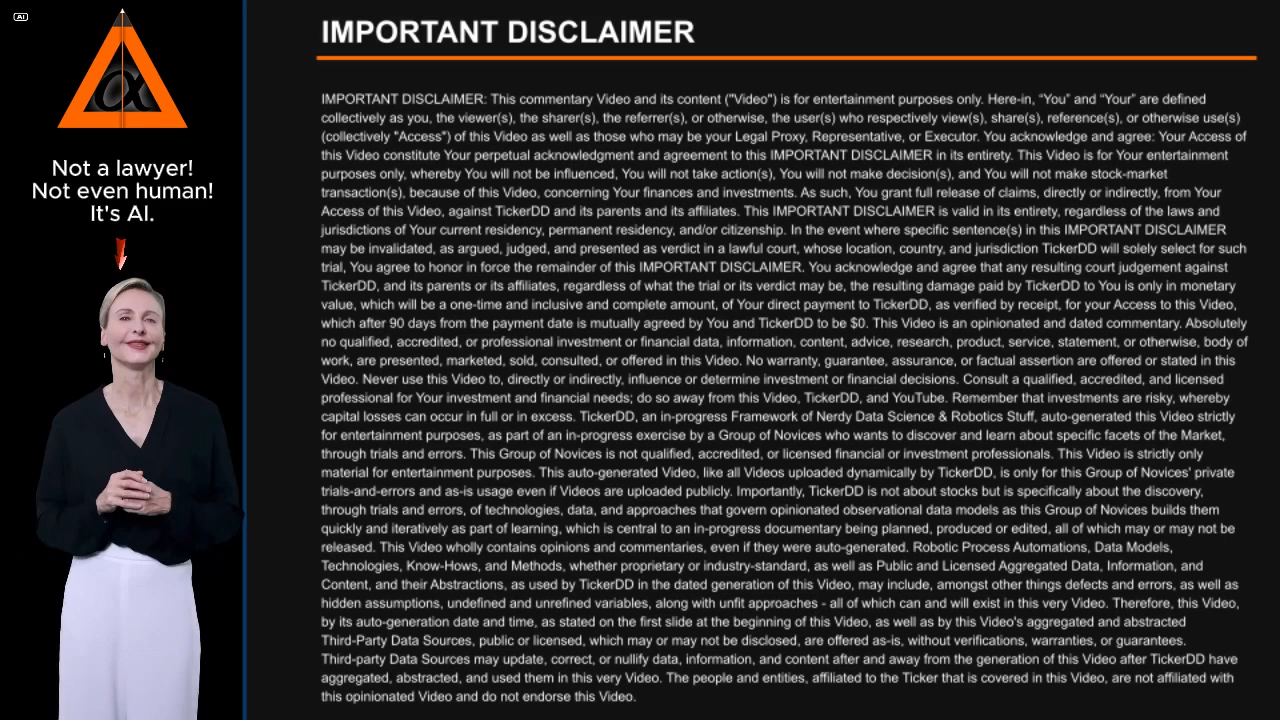 AI
α
Not a lawyer!
Not even human!
It's AI.
IMPORTANT DISCLAIMER
IMPORTANT DISCLAIMER: This commentary Video and its content ("Video") is for entertainment purposes only. Here-in, “You” and “Your” are defined
collectively as you, the viewer(s), the sharer(s), the referrer(s), or otherwise, the user(s) who respectively view(s), share(s), reference(s), or otherwise use(s)
(collectively "Access") of this Video as well as those who may be your Legal Proxy, Representative, or Executor. You acknowledge and agree: Your Access of
this Video constitute Your perpetual acknowledgment and agreement to this IMPORTANT DISCLAIMER in its entirety. This Video is for Your entertainment
purposes only, whereby You will not be influenced, You will not take action(s), You will not make decision(s), and You will not make stock-market
transaction(s), because of this Video, concerning Your finances and investments. As such, You grant full release of claims, directly or indirectly, from Your
Access of this Video, against TickerDD and its parents and its affiliates. This IMPORTANT DISCLAIMER is valid in its entirety, regardless of the laws and
jurisdictions of Your current residency, permanent residency, and/or citizenship. In the event where specific sentence(s) in this IMPORTANT DISCLAIMER
may be invalidated, as argued, judged, and presented as verdict in a lawful court, whose location, country, and jurisdiction TickerDD will solely select for such
trial, You agree to honor in force the remainder of this IMPORTANT DISCLAIMER. You acknowledge and agree that any resulting court judgement against
TickerDD, and its parents or its affiliates, regardless of what the trial or its verdict may be, the resulting damage paid by TickerDD to You is only in monetary
value, which will be a one-time and inclusive and complete amount, of Your direct payment to TickerDD, as verified by receipt, for your Access to this Video,
which after 90 days from the payment date is mutually agreed by You and TickerDD to be $0. This Video is an opinionated and dated commentary. Absolutely
no qualified, accredited, or professional investment or financial data, information, content, advice, research, product, service, statement, or otherwise, body of
work, are presented, marketed, sold, consulted, or offered in this Video. No warranty, guarantee, assurance, or factual assertion are offered or stated in this
Video. Never use this Video to, directly or indirectly, influence or determine investment or financial decisions. Consult a qualified, accredited, and licensed
professional for Your investment and financial needs; do so away from this Video, TickerDD, and YouTube. Remember that investments are risky, whereby
capital losses can occur in full or in excess. TickerDD, an in-progress Framework of Nerdy Data Science & Robotics Stuff, auto-generated this Video strictly
for entertainment purposes, as part of an in-progress exercise by a Group of Novices who wants to discover and learn about specific facets of the Market,
through trials and errors. This Group of Novices is not qualified, accredited, or licensed financial or investment professionals. This Video is strictly only
material for entertainment purposes. This auto-generated Video, like all Videos uploaded dynamically by TickerDD, is only for this Group of Novices' private
trials-and-errors and as-is usage even if Videos are uploaded publicly. Importantly, TickerDD is not about stocks but is specifically about the discovery,
through trials and errors, of technologies, data, and approaches that govern opinionated observational data models as this Group of Novices builds them
quickly and iteratively as part of learning, which is central to an in-progress documentary being planned, produced or edited, all of which may or may not be
released. This Video wholly contains opinions and commentaries, even if they were auto-generated. Robotic Process Automations, Data Models,
Technologies, Know-Hows, and Methods, whether proprietary or industry-standard, as well as Public and Licensed Aggregated Data, Information, and
Content, and their Abstractions, as used by TickerDD in the dated generation of this Video, may include, amongst other things defects and errors, as well as
hidden assumptions, undefined and unrefined variables, along with unfit approaches - all of which can and will exist in this very Video. Therefore, this Video,
by its auto-generation date and time, as stated on the first slide at the beginning of this Video, as well as by this Video's aggregated and abstracted
Third-Party Data Sources, public or licensed, which may or may not be disclosed, are offered as-is, without verifications, warranties, or guarantees.
Third-party Data Sources may update, correct, or nullify data, information, and content after and away from the generation of this Video after TickerDD have
aggregated, abstracted, and used them in this very Video. The people and entities, affiliated to the Ticker that is covered in this Video, are not affiliated with
this opinionated Video and do not endorse this Video.